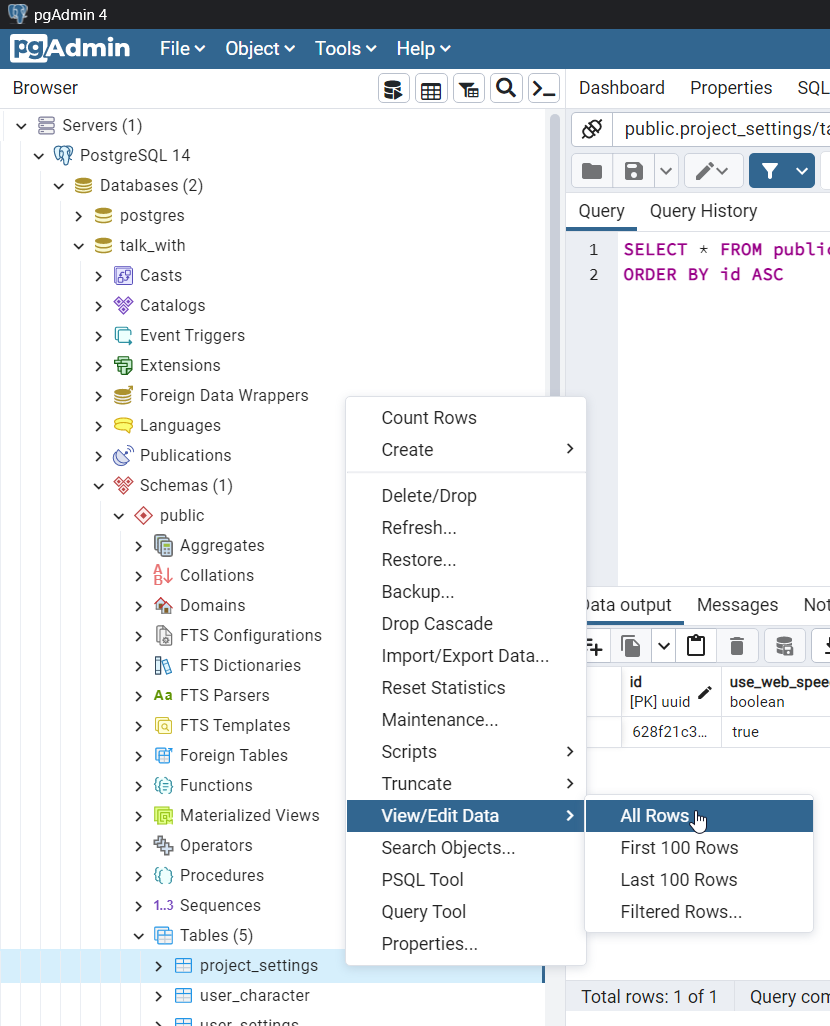 pgAdmin 4
pgAdmin File Object Tools Help
Browser
Dashboard Properties SQL
Servers (1)
PostgreSQL 14
Databases (2)
postgres
talk_with
Casts
Catalogs
Event Triggers
Extensions
Foreign Data Wrappers
Languages
Publications
Schemas (1)
public
Aggregates
Collations
Domains
FTS Configurations
FTS Dictionaries
Aa FTS Parsers
FTS Templates
Foreign Tables
Functions
Materialized Views
Operators
Procedures
1..3 Sequences
Tables (5)
project_settings
user_character
user_settings
Count Rows
Create
Delete/Drop
Refresh...
Restore...
Backup...
Drop Cascade
Import/Export Data...
Reset Statistics
Maintenance...
Scripts
Truncate
View/Edit Data
Search Objects...
PSQL Tool
Query Tool
Properties...
All Rows
First 100 Rows
Last 100 Rows
Filtered Rows...
public.project_settings/ta
Query Query History
1 SELECT * FROM public
2 ORDER BY id ASC
Data output Messages Not
id use_web_spee
[PK] uuid boolean
628f21c3... true
Total rows: 1 of 1 Query com